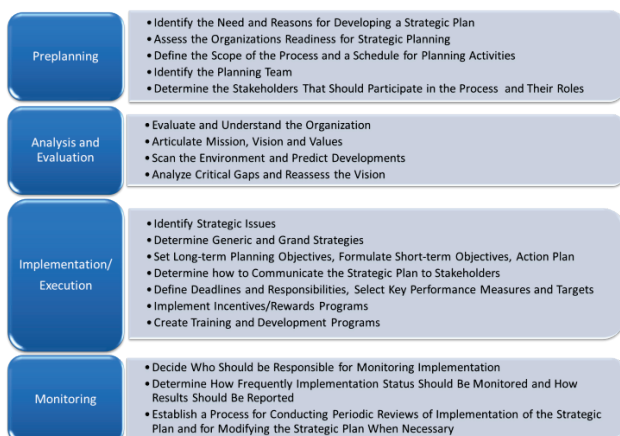 Preplanning
• Identify the Need and Reasons for Developing a Strategic Plan
• Assess the Organizations Readiness for Strategic Planning
• Define the Scope of the Process and a Schedule for Planning Activities
• Identify the Planning Team
• Determine the Stakeholders That Should Participate in the Process and Their Roles
Analysis and
Evaluation
• Evaluate and Understand the Organization
• Articulate Mission, Vision and Values
• Scan the Environment and Predict Developments
• Analyze Critical Gaps and Reassess the Vision
Implementation/
Execution
• Identify Strategic Issues
• Determine Generic and Grand Strategies
• Set Long-term Planning Objectives, Formulate Short-term Objectives, Action Plan
• Determine how to Communicate the Strategic Plan to Stakeholders
• Define Deadlines and Responsibilities, Select Key Performance Measures and Targets
• Implement Incentives/Rewards Programs
• Create Training and Development Programs
Monitoring
• Decide Who Should be Responsible for Monitoring Implementation
• Determine How Frequently Implementation Status Should Be Monitored and How
Results Should Be Reported
• Establish a Process for Conducting Periodic Reviews of Implementation of the Strategic
Plan and for Modifying the Strategic Plan When Necessary